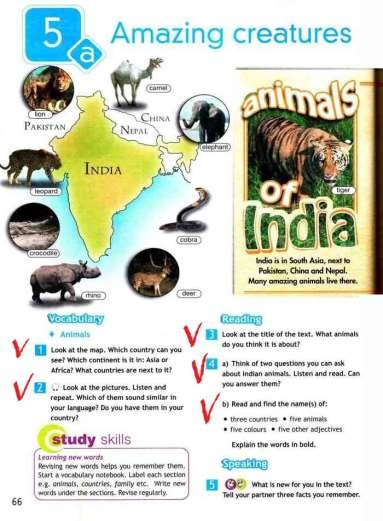 5 a Amazing creatures
camel
lion
CHINA
PAKISTAN
NEPAL
elephant
INDIA
leopard
cobra
crocodile
rhino
deer
animals
tiger
of
India
India is in South Asia, next to
Pakistan, China and Nepal.
Many amazing animals live there.
Vocabulary
Animals
1 Look at the map. Which country can you
see? Which continent is it in: Asia or
Africa? What countries are next to it?
2 Look at the pictures. Listen and
repeat. Which of them sound similar in
your language? Do you have them in your
country?
study skills
Learning new words
Revising new words helps you remember them.
Start a vocabulary notebook. Label each section
e.g. animals, countries, family etc. Write new
words under the sections. Revise regularly.
66
Reading
3 Look at the title of the text. What animals
do you think it is about?
4 a) Think of two questions you can ask
about Indian animals. Listen and read. Can
you answer them?
b) Read and find the name(s) of:
• three countries • five animals
• five colours • five other adjectives
Explain the words in bold.
Speaking
5 What is new for you in the text?
Tell your partner three facts you remember.